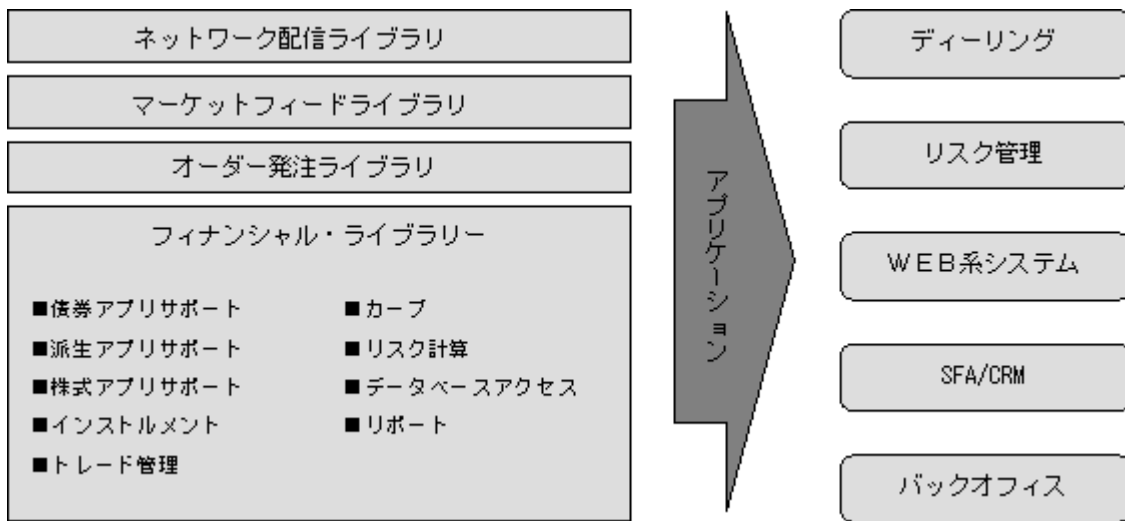 ネットワーク配信ライブラリ
マーケットフィードライブラリ
オーダー発注ライブラリ
フィナンシャル・ライブラリー
■債券アプリサポート
■派生アプリサポート
■株式アプリサポート
■インストルメント
■トレード管理
■カーブ
■リスク計算
■データベースアクセス
■リポート
アプリケーション
ディーリング
リスク管理
ＷＥＢ系システム
SFA/CRM
バックオフィス